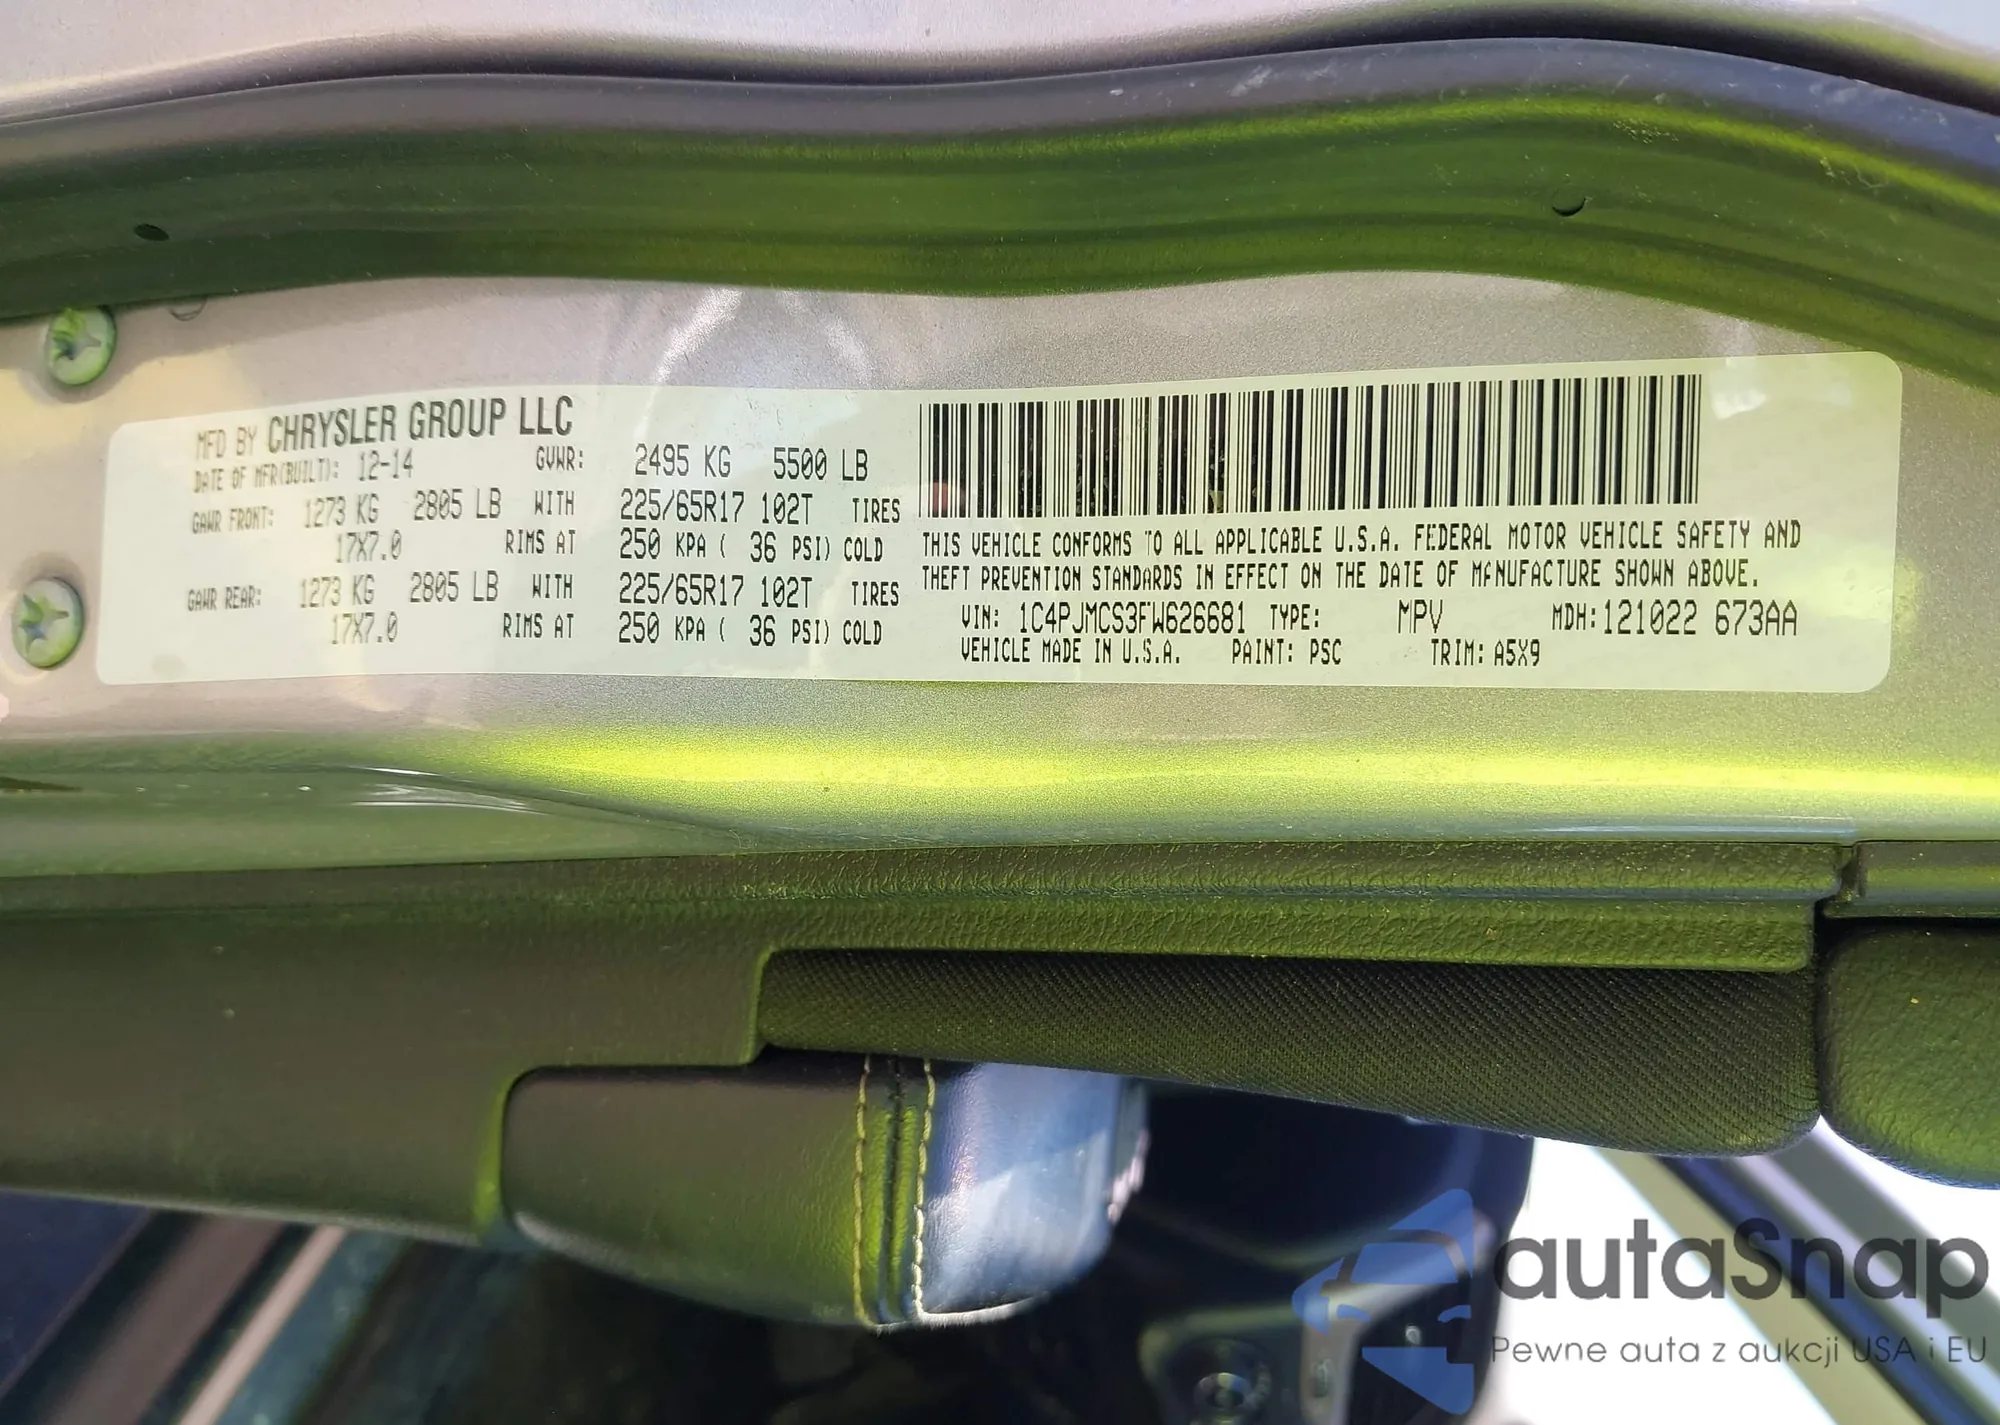 MFD BY CHRYSLER GROUP LLC
DATE OF MFR(BUILT): 12-14 GVWR: 2495 KG 5500 LB
GAWR FRONT: 1273 KG 2805 LB WITH 225/65R17 102T TIRES
17X7.0 RIMS AT 250 KPA ( 36 PSI) COLD
GAWR REAR: 1273 KG 2805 LB WITH 225/65R17 102T TIRES
17X7.0 RIMS AT 250 KPA ( 36 PSI) COLD
THIS VEHICLE CONFORMS TO ALL APPLICABLE U.S.A. FEDERAL MOTOR VEHICLE SAFETY AND
THEFT PREVENTION STANDARDS IN EFFECT ON THE DATE OF MANUFACTURE SHOWN ABOVE.
VIN: 1C4PJMCS3FW626681 TYPE: MPV MDH:121022 673AA
VEHICLE MADE IN U.S.A. PAINT: PSC TRIM: A5X9
autaSnap
Pewne auta z aukcji USA i EU